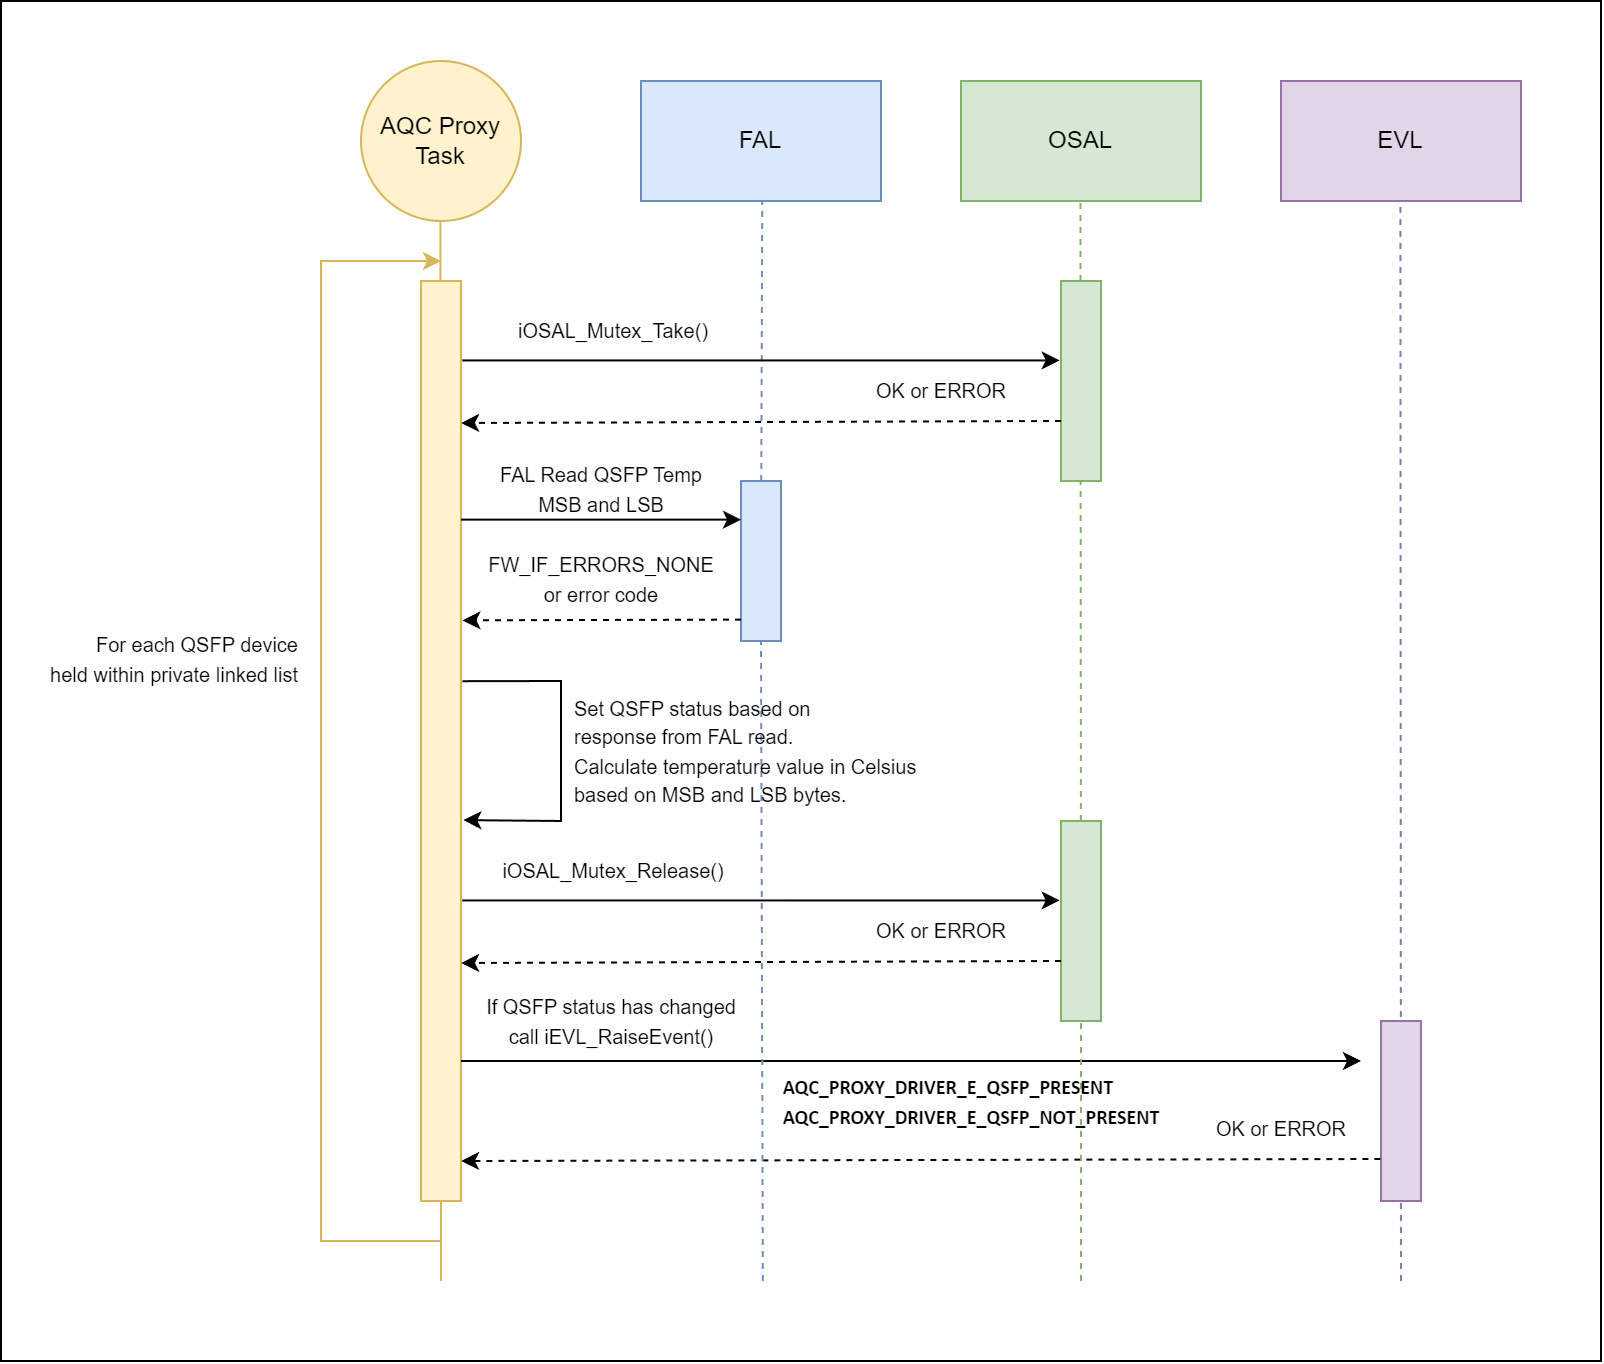 AQC Proxy
Task
FAL
OSAL
EVL
iOSAL_Mutex_Take()
OK or ERROR
FAL Read QSFP Temp
MSB and LSB
FW_IF_ERRORS_NONE
or error code
For each QSFP device
held within private linked list
Set QSFP status based on
response from FAL read.
Calculate temperature value in Celsius
based on MSB and LSB bytes.
iOSAL_Mutex_Release()
OK or ERROR
If QSFP status has changed
call iEVL_RaiseEvent()
AQC_PROXY_DRIVER_E_QSFP_PRESENT
AQC_PROXY_DRIVER_E_QSFP_NOT_PRESENT
OK or ERROR